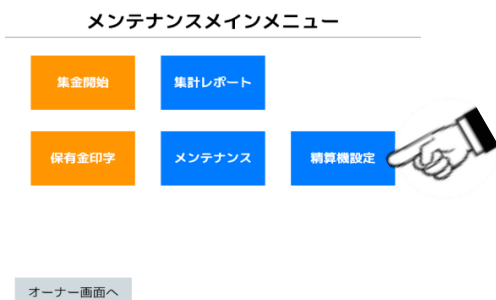 メンテナンスメインメニュー
集金開始
集計レポート
保有金印字
メンテナンス
精算機設定
オーナー画面へ